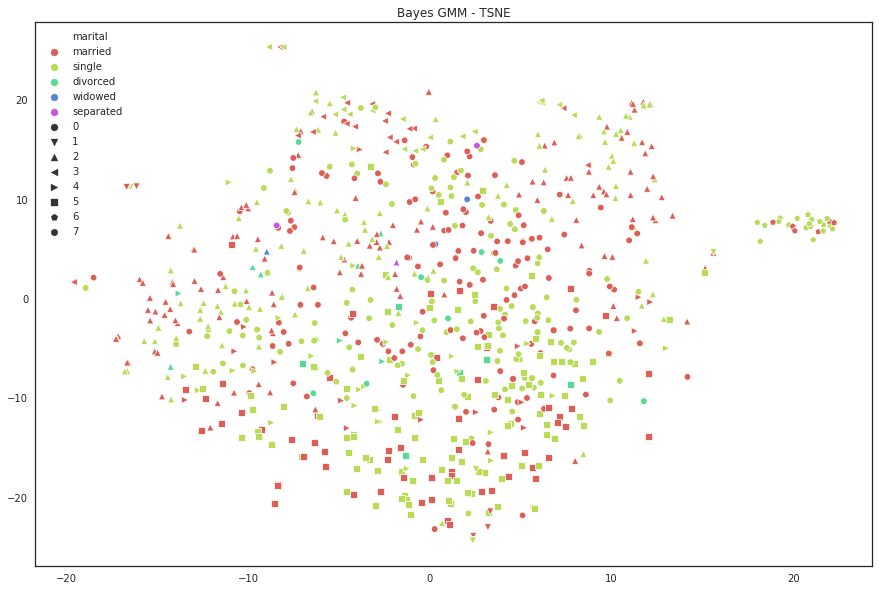 Bayes GMM - TSNE
marital
married
single
divorced
widowed
separated
0
1
2
3
4
5
6
7
20
10
0
−10
−20
−20 −10 0 10 20